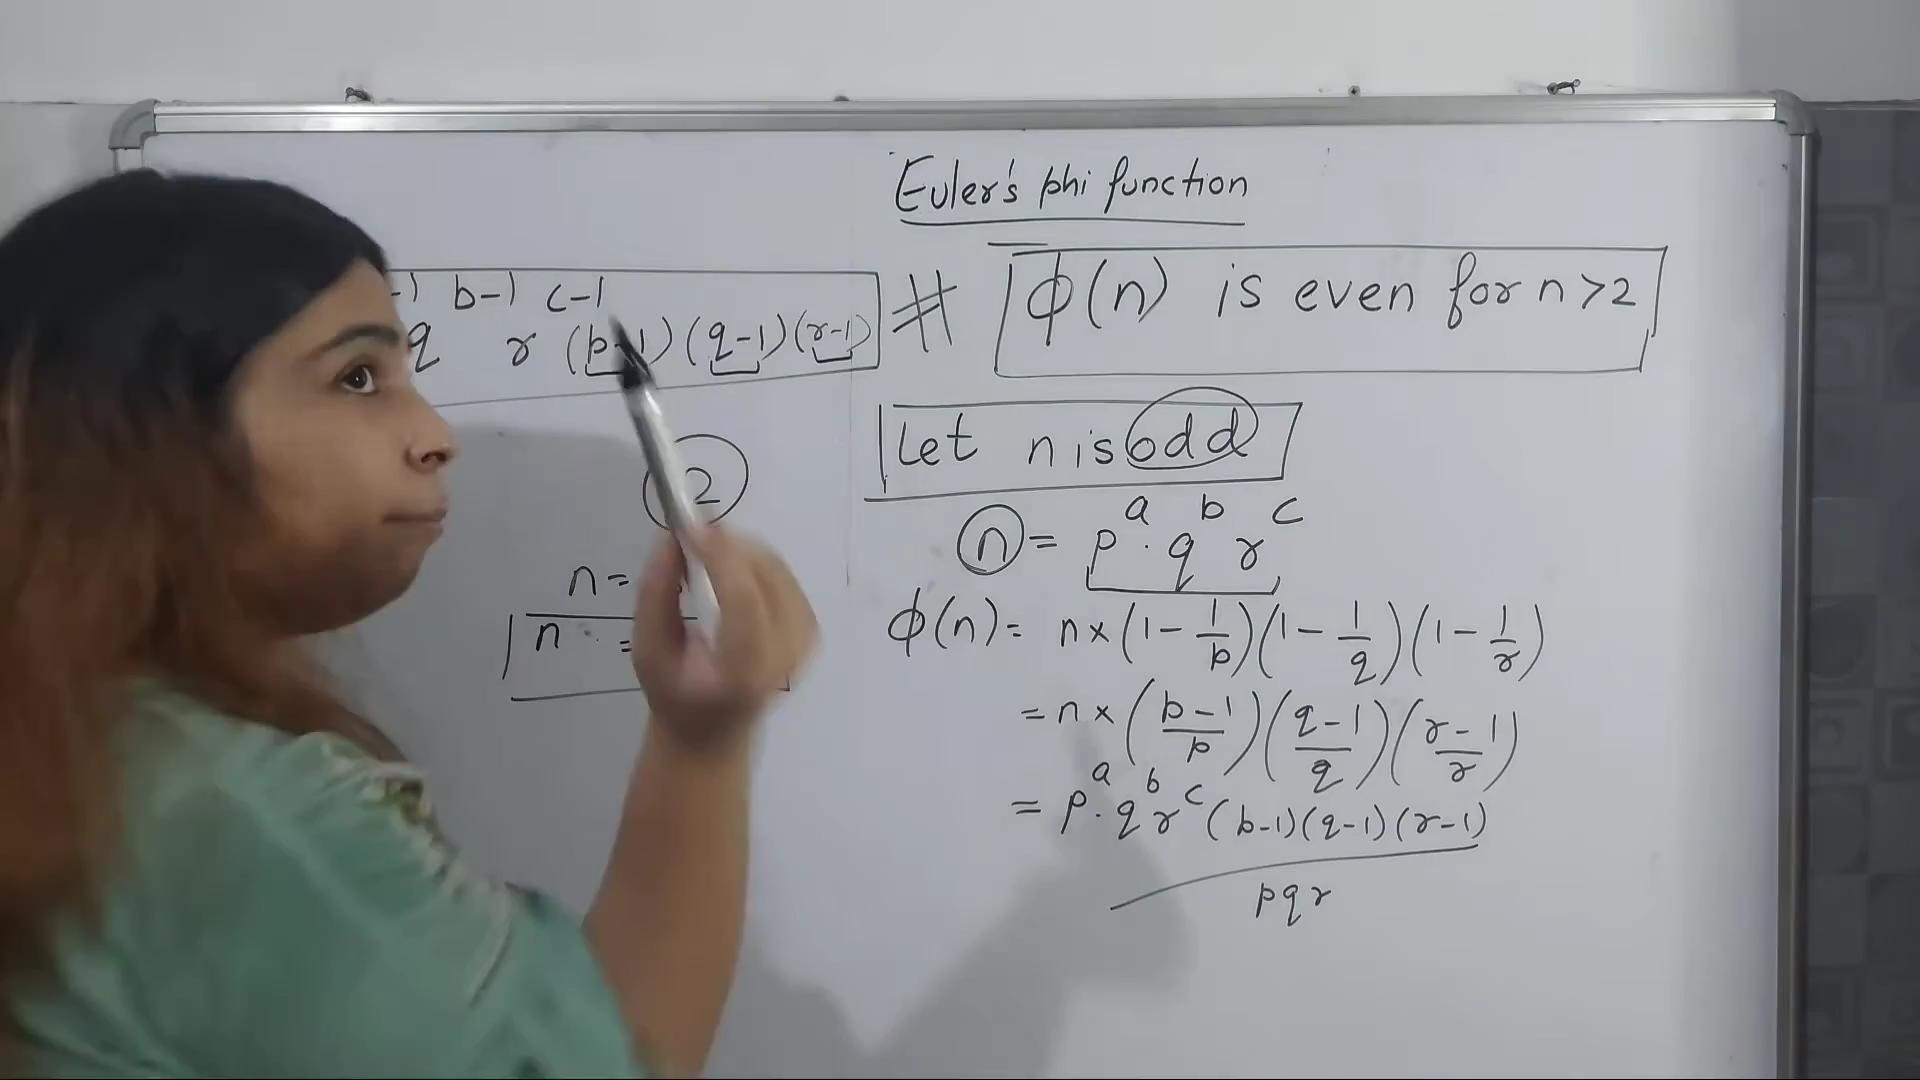 Euler's phi function
# ϕ(n) is even for n>2
-1 b-1 c-1
q r (p-1)(q-1)(r-1)
Let n is odd
n = p^a . q^b r^c
ϕ(n) = n × (1 - 1/p)(1 - 1/q)(1 - 1/r)
= n × (p-1/p)(q-1/q)(r-1/r)
= p^a . q^b r^c (p-1)(q-1)(r-1)
pqr
2
n =
n =